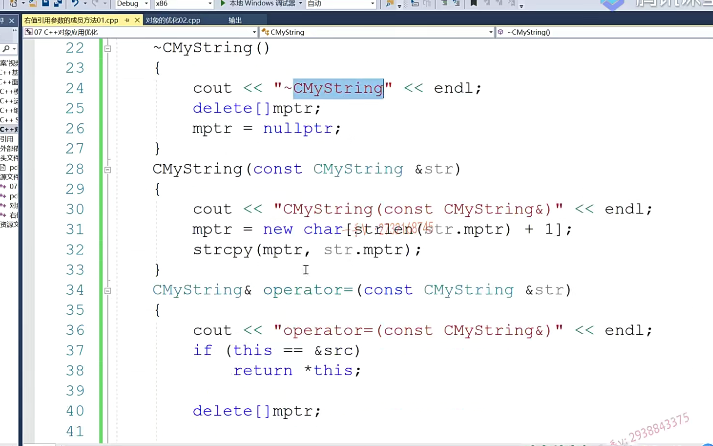 Debug
x86
本地 Windows 调试器
自动
右值引用参数的成员方法01.cpp
对象的优化02.cpp
输出
07 C++对象应用优化
CMyString
~CMyString()
22 ~CMyString()
23 {
24 cout << "~CMyString" << endl;
25 delete[]mptr;
26 mptr = nullptr;
27 }
28 CMyString(const CMyString &str)
29 {
30 cout << "CMyString(const CMyString&)" << endl;
31 mptr = new char[strlen(str.mptr) + 1];
32 strcpy(mptr, str.mptr);
33 }
34 CMyString& operator=(const CMyString &str)
35 {
36 cout << "operator=(const CMyString&)" << endl;
37 if (this == &src)
38 return *this;
39
40 delete[]mptr;
41
2938843375